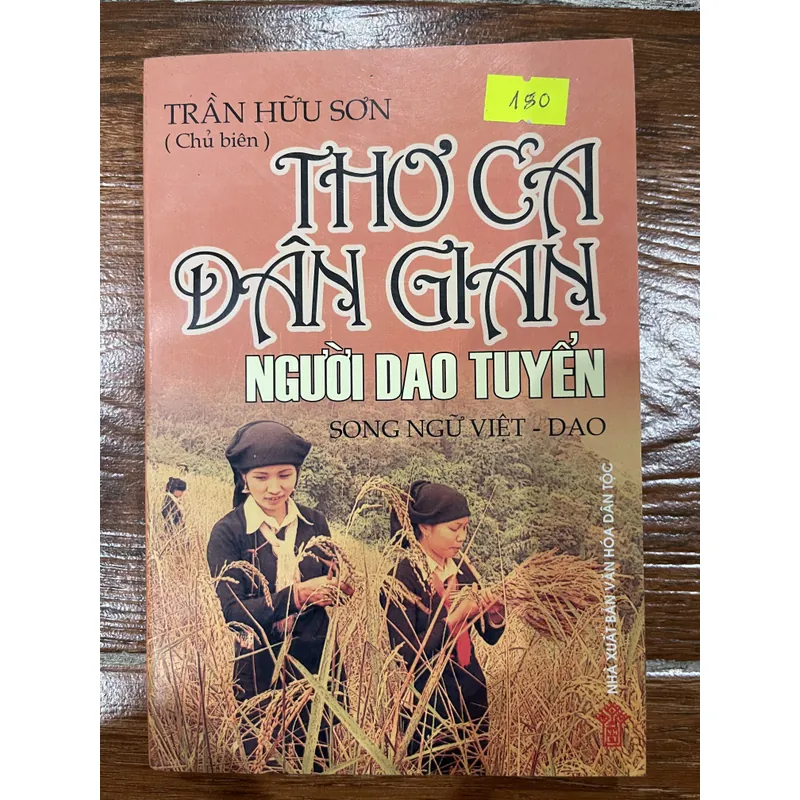 180
TRẦN HỮU SƠN
( Chủ biên )
THƠ CA
DÂN GIAN
NGƯỜI DAO TUYỂN
SONG NGỮ VIỆT - DAO
NHÀ XUẤT BẢN VĂN HÓA DÂN TỘC